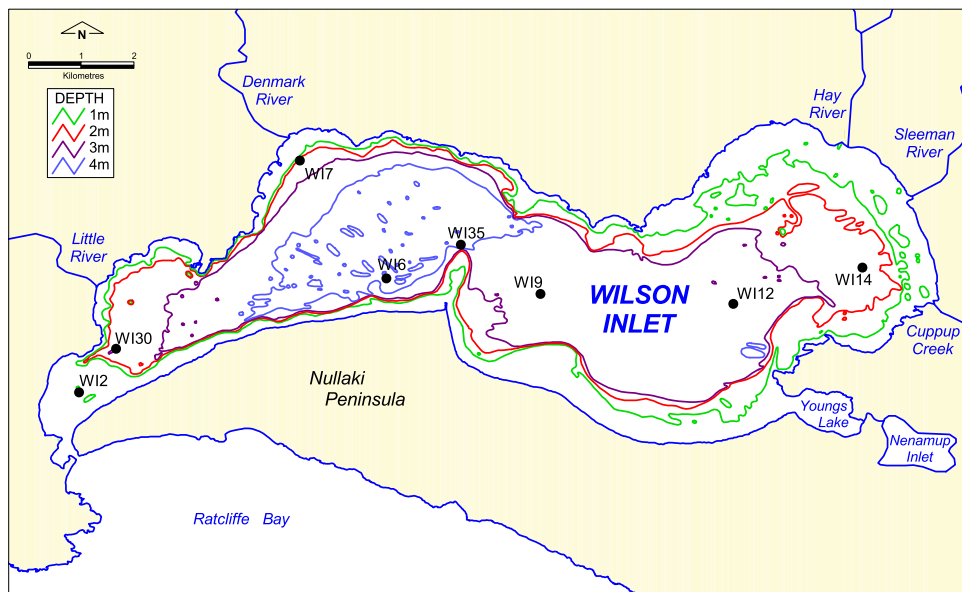 N
0 1 2
Kilometres
DEPTH
1m
2m
3m
4m
Denmark
River
Hay
River
Sleeman
River
Little
River
WI7
WI35
WI6
WI9
WI12
WI14
WI30
WI2
WILSON
INLET
Cuppup
Creek
Nullaki
Peninsula
Youngs
Lake
Nenamup
Inlet
Ratcliffe Bay